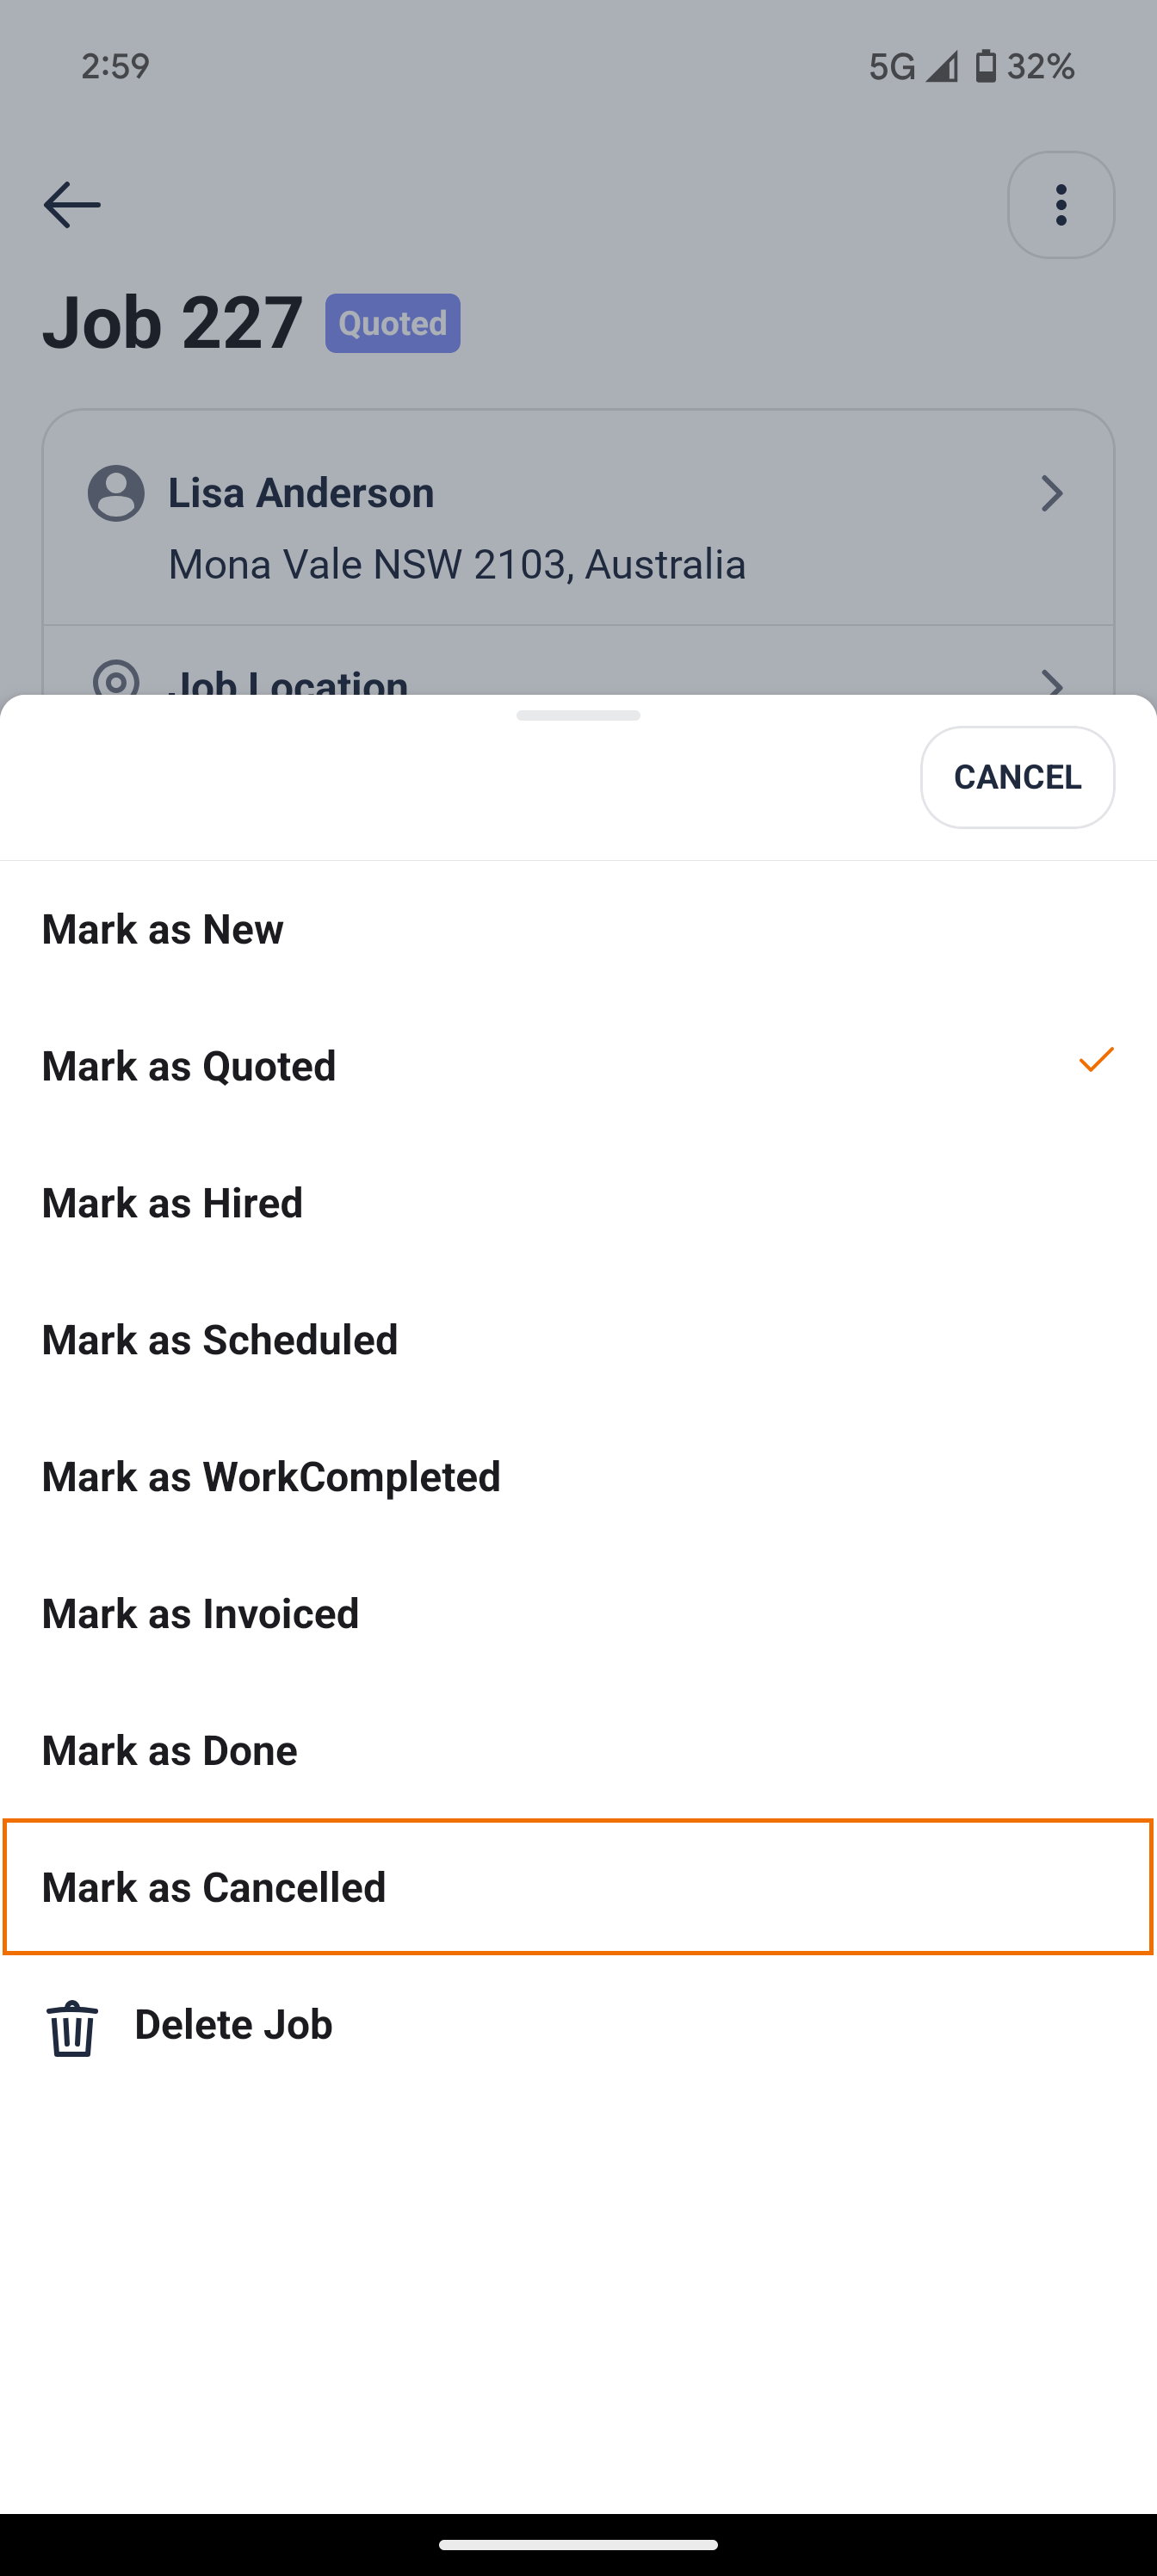 2:59
5G 32%
Job 227 Quoted
Lisa Anderson
Mona Vale NSW 2103, Australia
Job Location
CANCEL
Mark as New
Mark as Quoted
Mark as Hired
Mark as Scheduled
Mark as WorkCompleted
Mark as Invoiced
Mark as Done
Mark as Cancelled
Delete Job